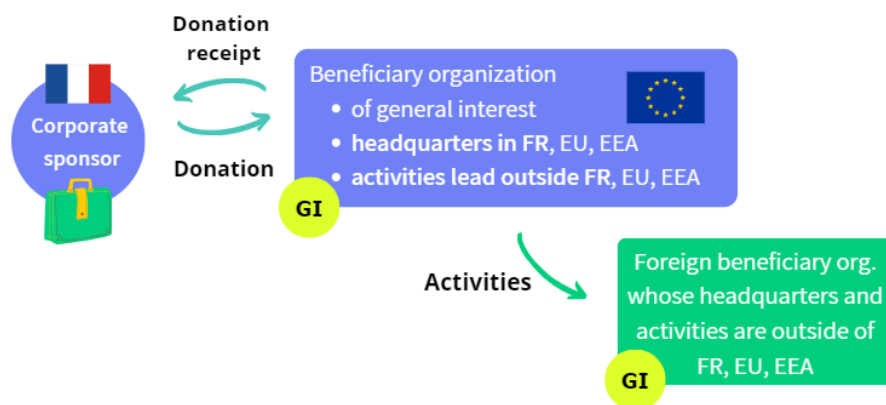 Donation
receipt
Corporate
sponsor
Donation
Beneficiary organization
• of general interest
• headquarters in FR, EU, EEA
• activities lead outside FR, EU, EEA
GI
Activities
Foreign beneficiary org.
whose headquarters and
activities are outside of
FR, EU, EEA
GI